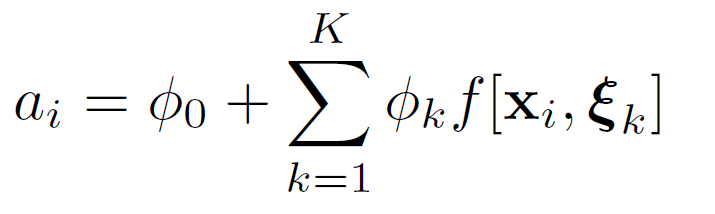 $a_i = \phi_0 + \sum_{k=1}^{K} \phi_k f[\mathbf{x}_i, \boldsymbol{\xi}_k]$